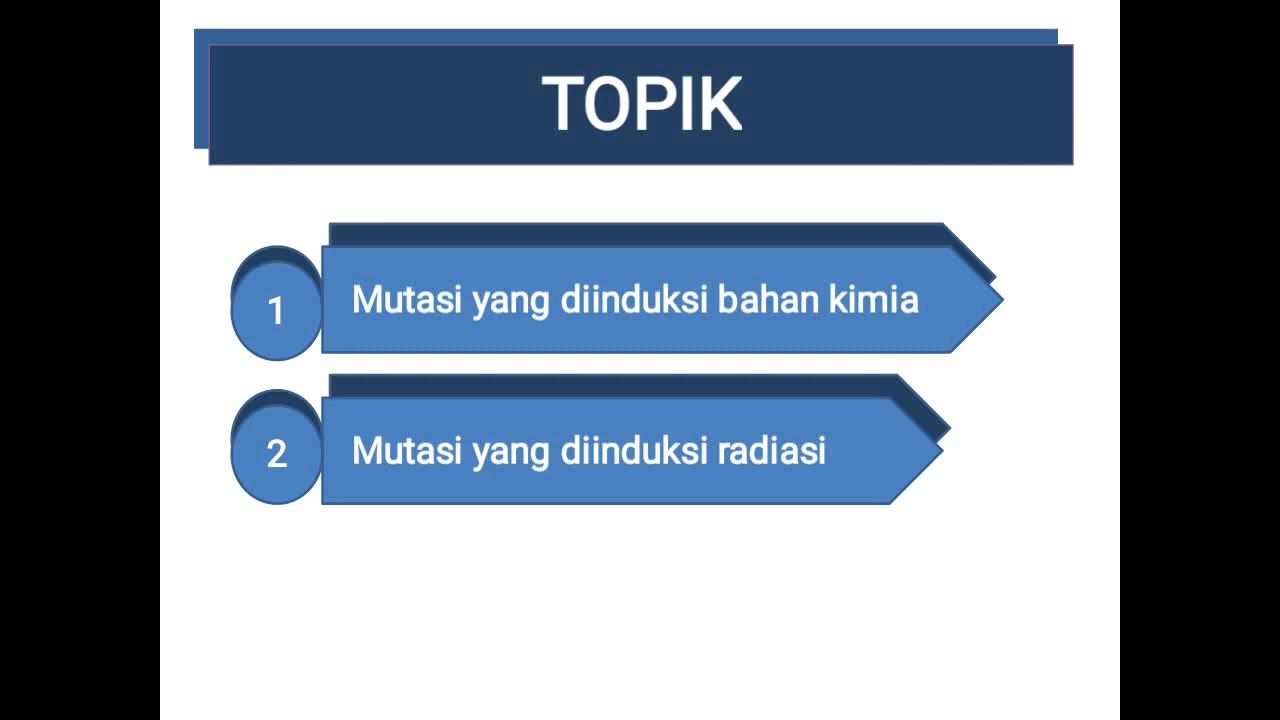 TOPIK
1
Mutasi yang diinduksi bahan kimia
2
Mutasi yang diinduksi radiasi